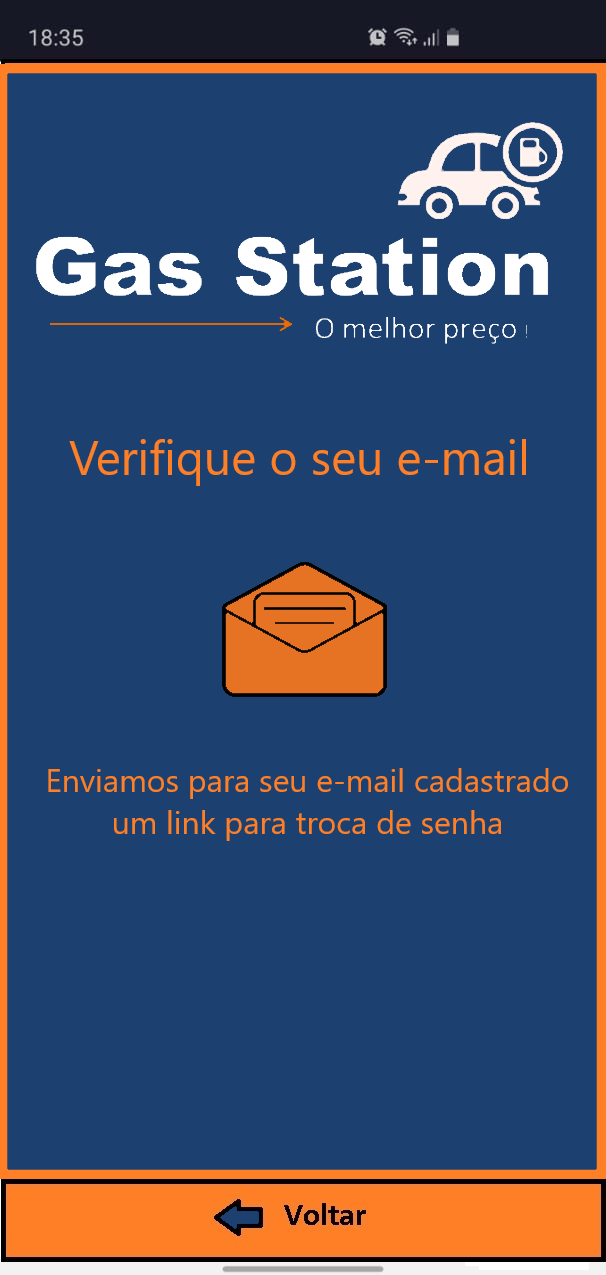 18:35
Gas Station
O melhor preço !
Verifique o seu e-mail
Enviamos para seu e-mail cadastrado
um link para troca de senha
Voltar